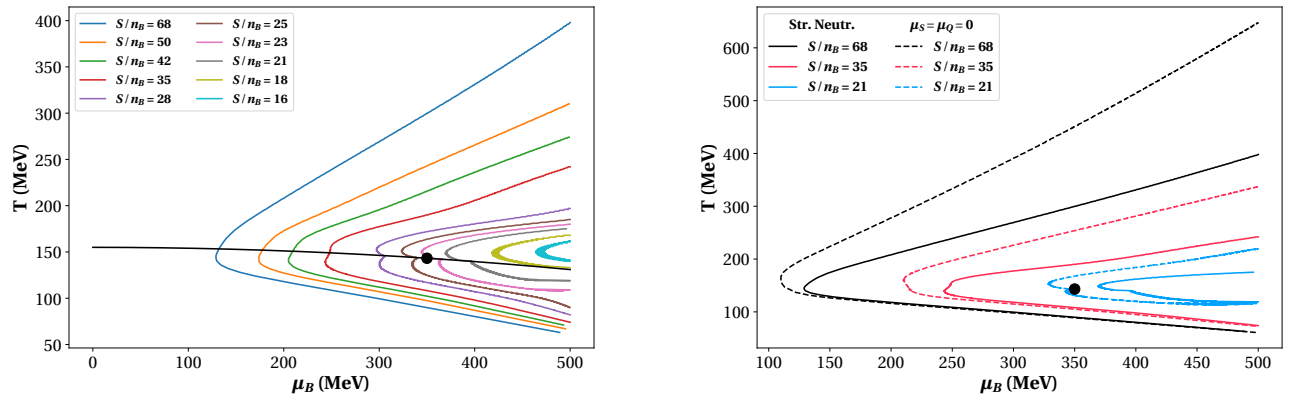 400
350
300
250
200
150
100
50
T (MeV)
S/n_B = 68
S/n_B = 50
S/n_B = 42
S/n_B = 35
S/n_B = 28
S/n_B = 25
S/n_B = 23
S/n_B = 21
S/n_B = 18
S/n_B = 16
0
100
200
300
400
500
μ_B (MeV)
600
500
400
300
200
100
T (MeV)
Str. Neutr.
S/n_B = 68
S/n_B = 35
S/n_B = 21
μ_S = μ_Q = 0
S/n_B = 68
S/n_B = 35
S/n_B = 21
100
150
200
250
300
350
400
450
500
μ_B (MeV)